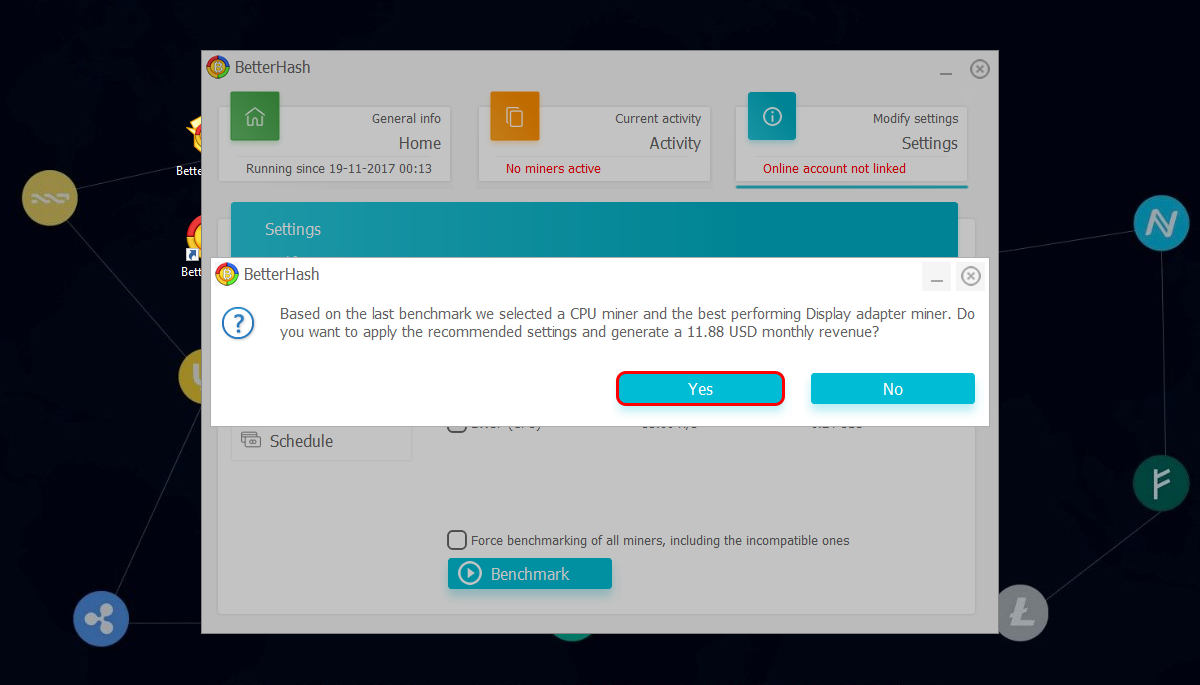 BetterHash
General info
Home
Running since 19-11-2017 00:13
Current activity
Activity
No miners active
Modify settings
Settings
Online account not linked
Settings
BetterHash
Based on the last benchmark we selected a CPU miner and the best performing Display adapter miner. Do
you want to apply the recommended settings and generate a 11.88 USD monthly revenue?
Yes
No
Schedule
Force benchmarking of all miners, including the incompatible ones
Benchmark
Bette
Bett